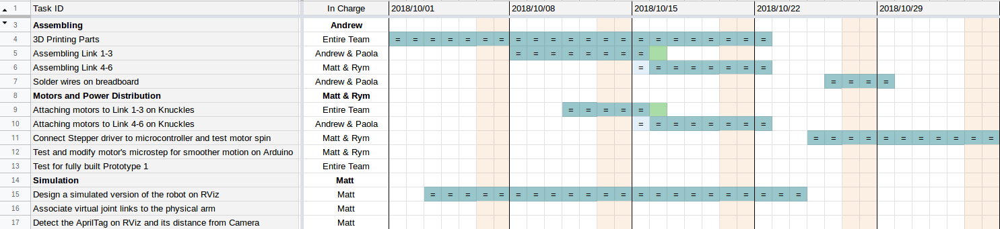 1 Task ID In Charge 2018/10/01 2018/10/08 2018/10/15 2018/10/22 2018/10/29
3 Assembling Andrew
4 3D Printing Parts Entire Team = = = = = = = = = = = = = = = = = = = = = =
5 Assembling Link 1-3 Andrew & Paola = = = = = = = =
6 Assembling Link 4-6 Matt & Rym = = = = = = = =
7 Solder wires on breadboard Andrew & Paola = = = =
8 Motors and Power Distribution Matt & Rym
9 Attaching motors to Link 1-3 on Knuckles Entire Team = = = = =
10 Attaching motors to Link 4-6 on Knuckles Andrew & Paola = = = = = = = =
11 Connect Stepper driver to microcontroller and test motor spin Matt & Rym = = = = = = = = = = =
12 Test and modify motor's microstep for smoother motion on Arduino Matt & Rym
13 Test for fully built Prototype 1 Entire Team
14 Simulation Matt
15 Design a simulated version of the robot on RViz Matt = = = = = = = = = = = = = = = = = = = = = =
16 Associate virtual joint links to the physical arm Matt
17 Detect the AprilTag on RViz and its distance from Camera Matt